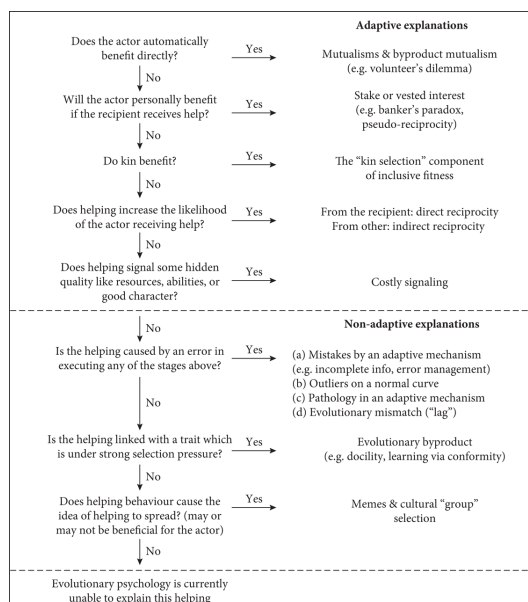 Adaptive explanations
Does the actor automatically
benefit directly?
Yes
Mutualisms & byproduct mutualism
(e.g. volunteer's dilemma)
No
Will the actor personally benefit
if the recipient receives help?
Yes
Stake or vested interest
(e.g. banker's paradox,
pseudo-reciprocity)
No
Do kin benefit?
Yes
The "kin selection" component
of inclusive fitness
No
Does helping increase the likelihood
of the actor receiving help?
Yes
From the recipient: direct reciprocity
From other: indirect reciprocity
No
Does helping signal some hidden
quality like resources, abilities, or
good character?
Yes
Costly signaling
No
Non-adaptive explanations
Is the helping caused by an error in
executing any of the stages above?
Yes
(a) Mistakes by an adaptive mechanism
(e.g. incomplete info, error management)
(b) Outliers on a normal curve
(c) Pathology in an adaptive mechanism
(d) Evolutionary mismatch ("lag")
No
Is the helping linked with a trait which
is under strong selection pressure?
Yes
Evolutionary byproduct
(e.g. docility, learning via conformity)
No
Does helping behaviour cause the
idea of helping to spread? (may or
may not be beneficial for the actor)
Yes
Memes & cultural "group"
selection
No
Evolutionary psychology is currently
unable to explain this helping